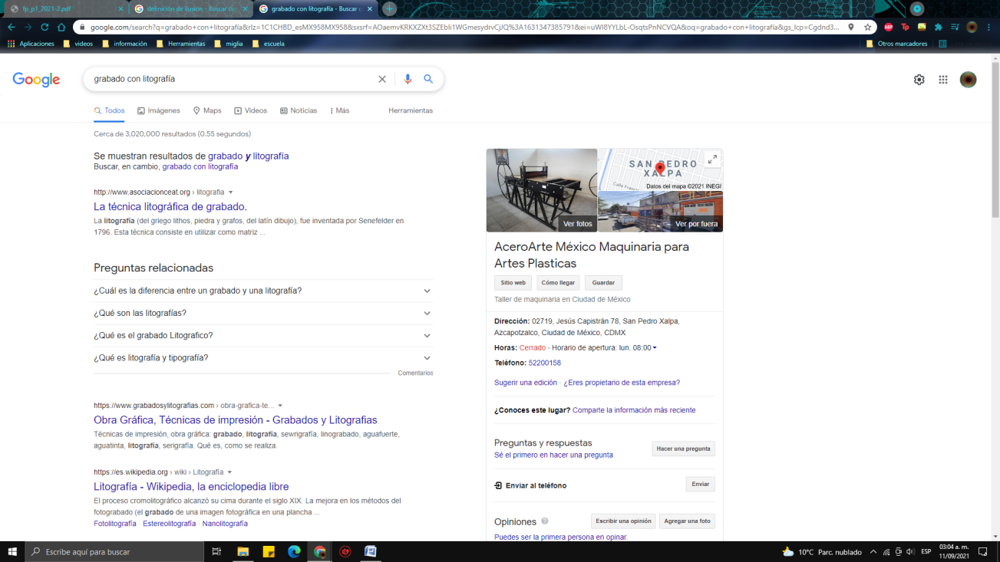 fp_p1_2021-2.pdf
definición de ilusion - Buscar c
grabado con litografía - Buscar c
google.com/search?q=grabado+con+litografía&rlz=1C1CHBD_esMX958MX958&sxsrf=AOaemvKRKXZXt3SZEbIi1WGmesydrvCjJQ%3A1631347385791&ei=uWl8YYLbL-OsqtsPnNCVQA&oq=grabado+con+litografía&gs_lcp=Cgdnd3...
Aplicaciones
videos
información
Herramientas
miglia
escuela
Otros marcadores
Google
grabado con litografía
Todos
Imágenes
Maps
Videos
Noticias
Más
Herramientas
Cerca de 3,020,000 resultados (0.55 segundos)
Se muestran resultados de grabado y litografía
Buscar, en cambio, grabado con litografía
http://www.asociacionceat.org › litografia
La técnica litográfica de grabado.
La litografía (del griego lithos, piedra y grafos, del latín dibujo), fue inventada por Senefelder en
1796. Esta técnica consiste en utilizar como matriz ...
Preguntas relacionadas
¿Cuál es la diferencia entre un grabado y una litografía?
¿Qué son las litografías?
¿Qué es el grabado Litografico?
¿Qué es litografía y tipografía?
Comentarios
https://www.grabadosylitografias.com › obra-grafica-te...
Obra Gráfica, Técnicas de impresión - Grabados y Litografias
Técnicas de impresión, obra gráfica: grabado, litografía, sewrigrafía, linograbado, aguafuerte,
aguatinta, litografía, serigrafía. Qué es, como se realiza.
https://es.wikipedia.org › wiki › Litografía
Litografía - Wikipedia, la enciclopedia libre
El proceso cromolitográfico alcanzó su cima durante el siglo XIX. La mejora en los métodos del
fotograbado (el grabado de una imagen fotográfica en una plancha ...
Fotolitografía · Estereolitografía · Nanolitografía
SAN PEDRO
XALPA
Datos del mapa ©2021 INEGI
Ver fotos
Ver por fuera
AceroArte México Maquinaria para
Artes Plasticas
Sitio web
Cómo llegar
Guardar
Taller de maquinaria en Ciudad de México
Dirección: 02719, Jesús Capistrán 78, San Pedro Xalpa,
Azcapotzalco, Ciudad de México, CDMX
Horas: Cerrado · Horario de apertura: lun. 08:00
Teléfono: 52200158
Sugerir una edición · ¿Eres propietario de esta empresa?
¿Conoces este lugar? Comparte la información más reciente
Preguntas y respuestas
Hacer una pregunta
Sé el primero en hacer una pregunta
Enviar al teléfono
Enviar
Opiniones
Escribir una opinión
Agregar una foto
Puedes ser la primera persona en opinar.
Escribe aquí para buscar
10°C Parc. nublado
ESP
03:04 a. m.
11/09/2021